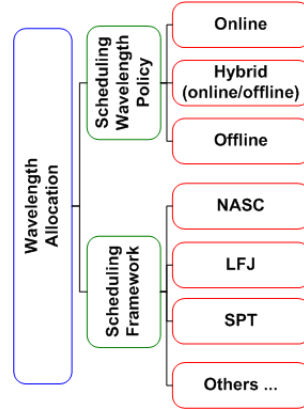 Wavelength
Allocation
Scheduling
Wavelength
Policy
Online
Hybrid
(online/offline)
Offline
Scheduling
Framework
NASC
LFJ
SPT
Others ...